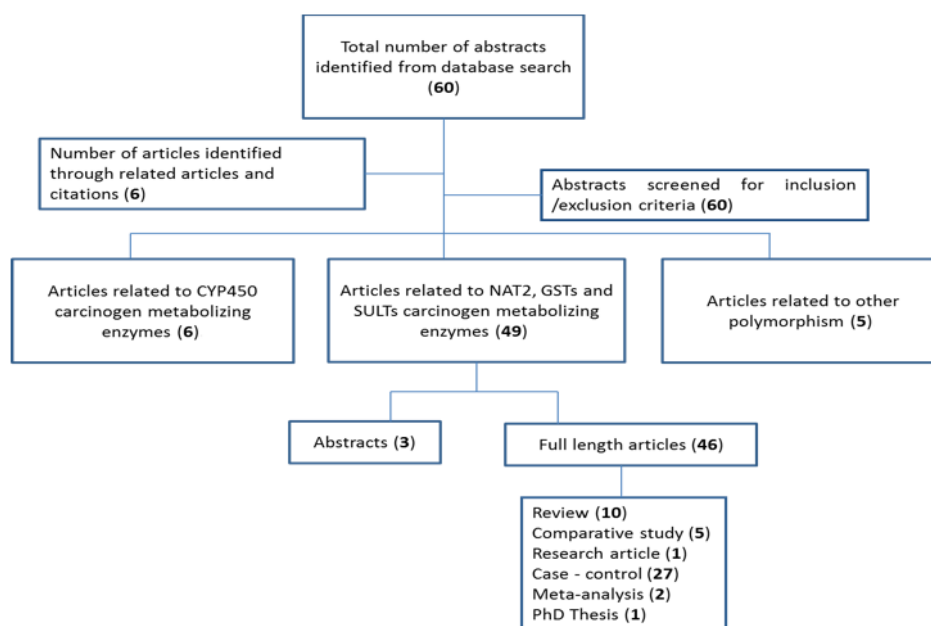 Total number of abstracts
identified from database search
(60)
Number of articles identified
through related articles and
citations (6)
Abstracts screened for inclusion
/exclusion criteria (60)
Articles related to CYP450
carcinogen metabolizing
enzymes (6)
Articles related to NAT2, GSTs and
SULTs carcinogen metabolizing
enzymes (49)
Articles related to other
polymorphism (5)
Abstracts (3)
Full length articles (46)
Review (10)
Comparative study (5)
Research article (1)
Case - control (27)
Meta-analysis (2)
PhD Thesis (1)